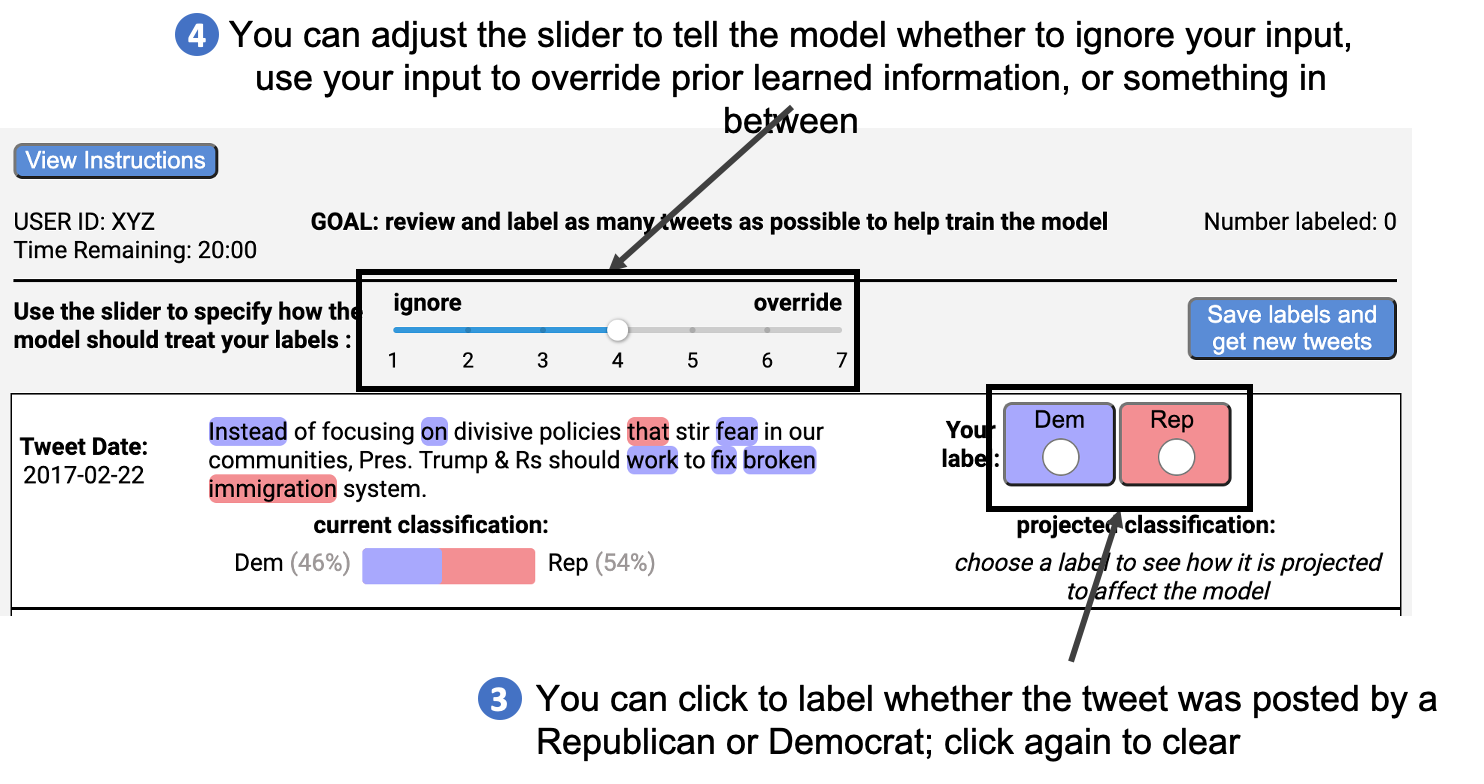 4 You can adjust the slider to tell the model whether to ignore your input,
use your input to override prior learned information, or something in
between
View Instructions
USER ID: XYZ
Time Remaining: 20:00
GOAL: review and label as many tweets as possible to help train the model
Number labeled: 0
Use the slider to specify how the
model should treat your labels :
ignore override
1 2 3 4 5 6 7
Save labels and
get new tweets
Tweet Date:
2017-02-22
Instead of focusing on divisive policies that stir fear in our
communities, Pres. Trump & Rs should work to fix broken
immigration system.
current classification:
Dem (46%) Rep (54%)
Your
label:
Dem Rep
projected classification:
choose a label to see how it is projected
to affect the model
3 You can click to label whether the tweet was posted by a
Republican or Democrat; click again to clear